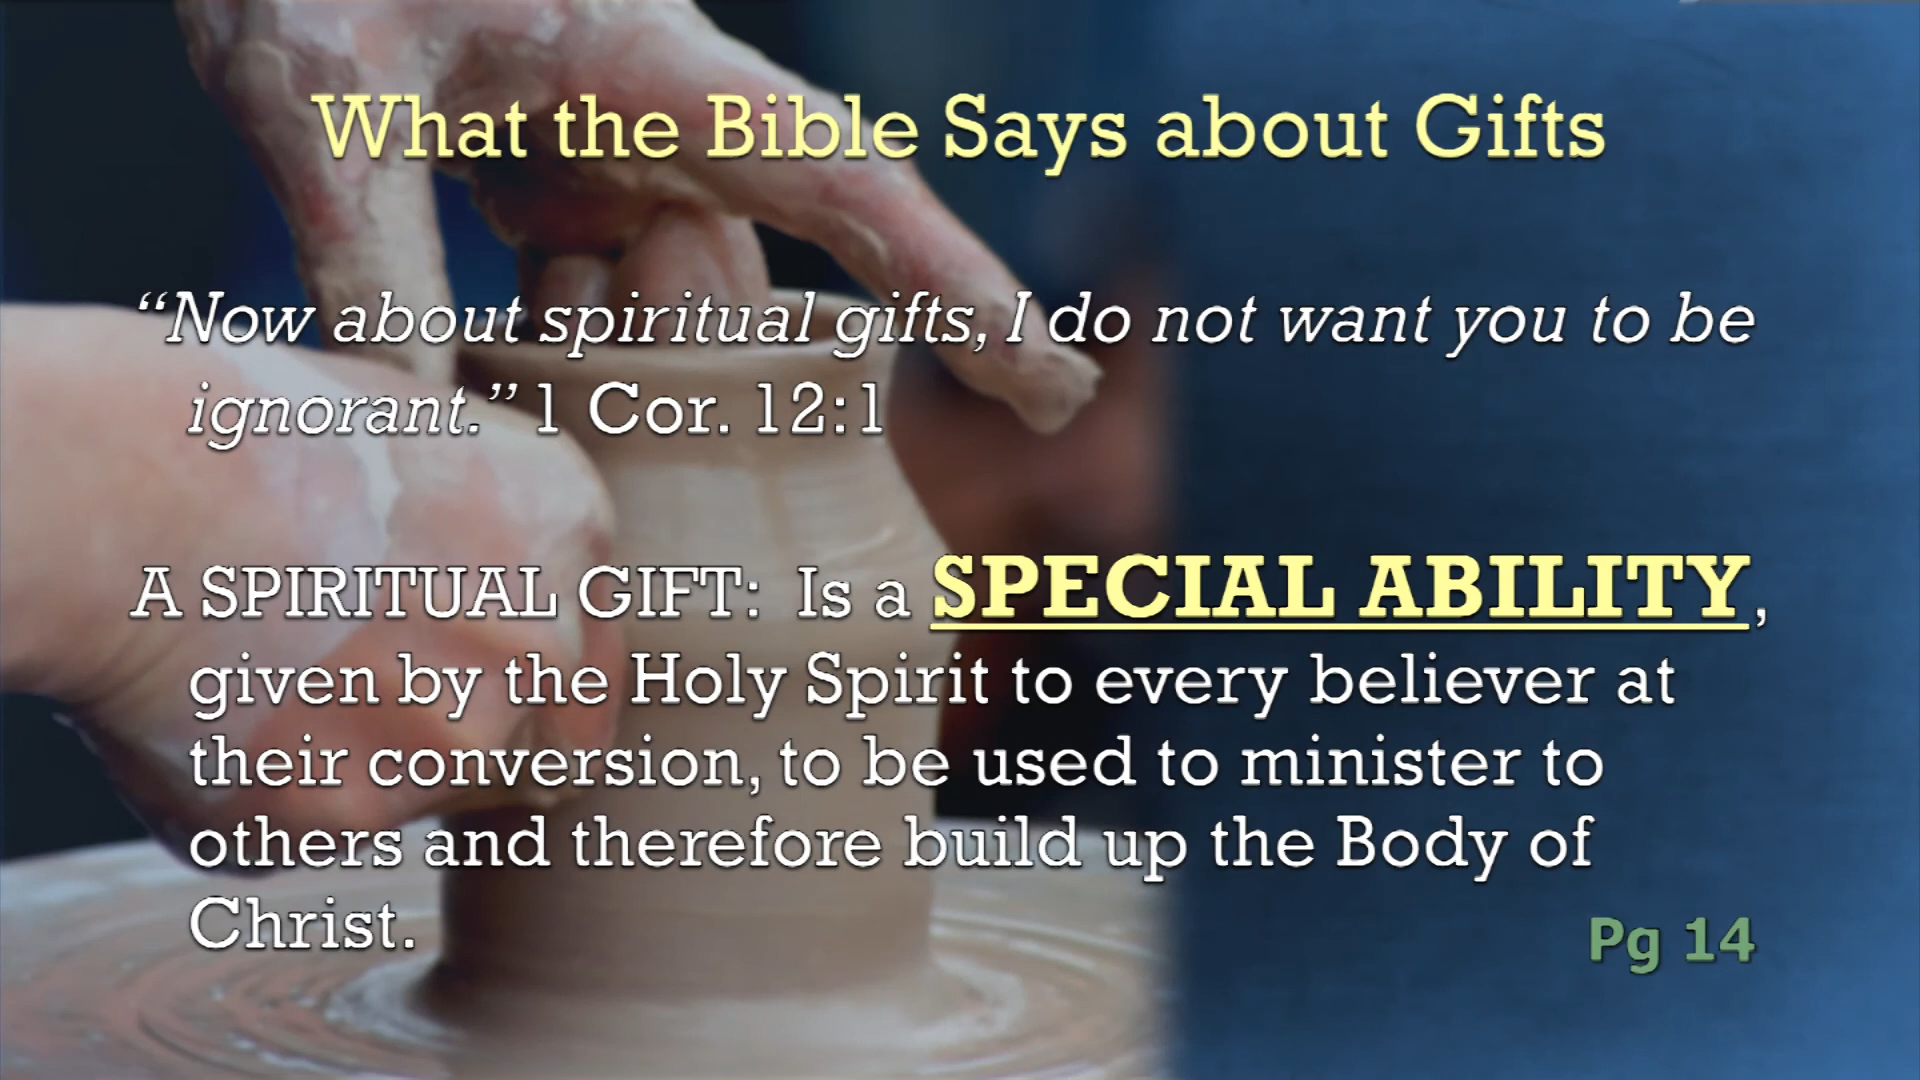 What the Bible Says about Gifts
“Now about spiritual gifts, I do not want you to be
ignorant.” 1 Cor. 12:1
A SPIRITUAL GIFT: Is a SPECIAL ABILITY,
given by the Holy Spirit to every believer at
their conversion, to be used to minister to
others and therefore build up the Body of
Christ.
Pg 14